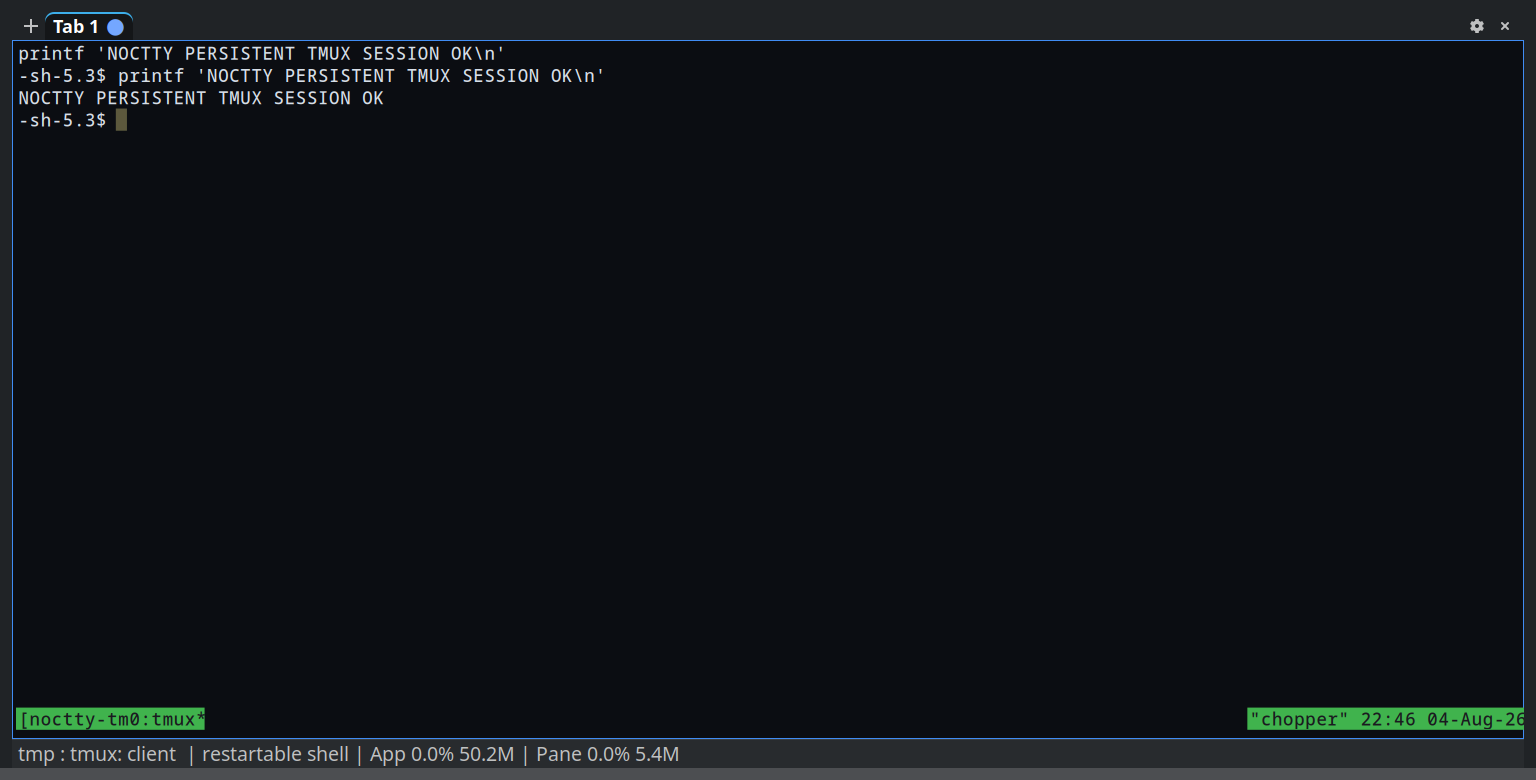 + Tab 1 ×
printf 'NOCTTY PERSISTENT TMUX SESSION OK\n'
-sh-5.3$ printf 'NOCTTY PERSISTENT TMUX SESSION OK\n'
NOCTTY PERSISTENT TMUX SESSION OK
-sh-5.3$
[noctty-tm0:tmux* "chopper" 22:46 04-Aug-26
tmp : tmux: client | restartable shell | App 0.0% 50.2M | Pane 0.0% 5.4M